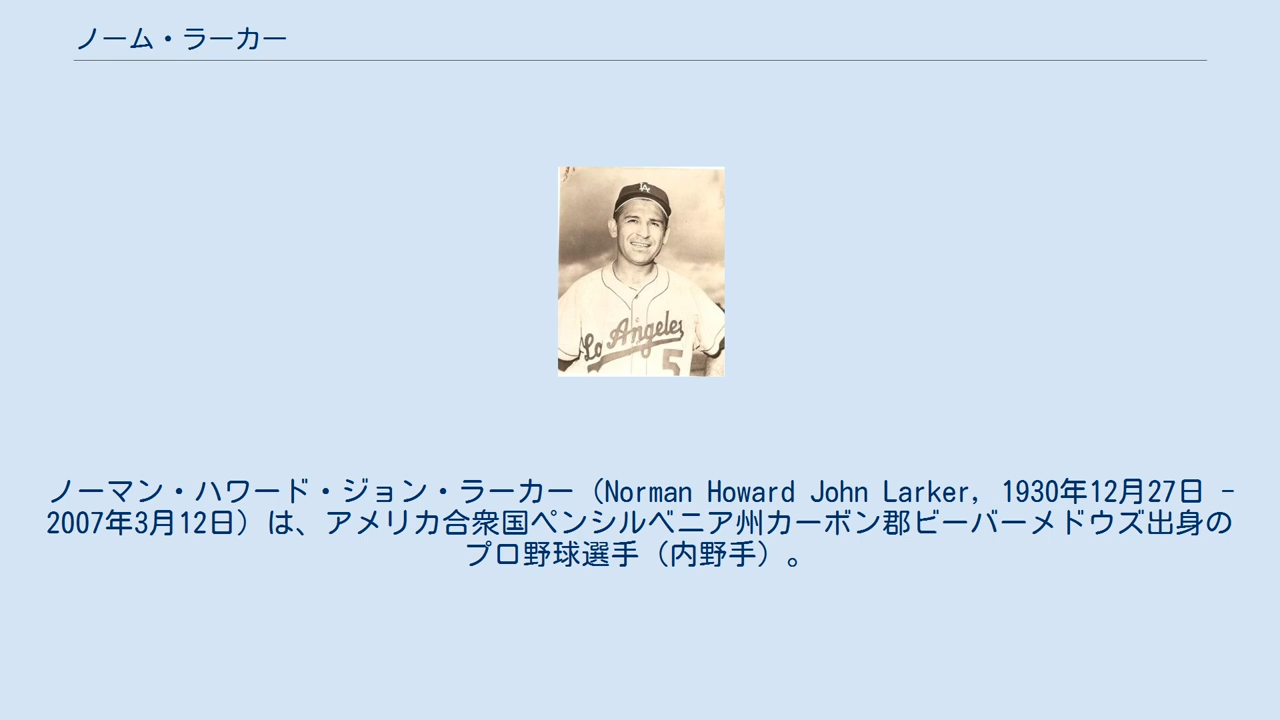 ノーム・ラーカー
LA
Los Angeles
5
ノーマン・ハワード・ジョン・ラーカー（Norman Howard John Larker, 1930年12月27日 -
2007年3月12日）は、アメリカ合衆国ペンシルベニア州カーボン郡ビーバーメドウズ出身の
プロ野球選手（内野手）。